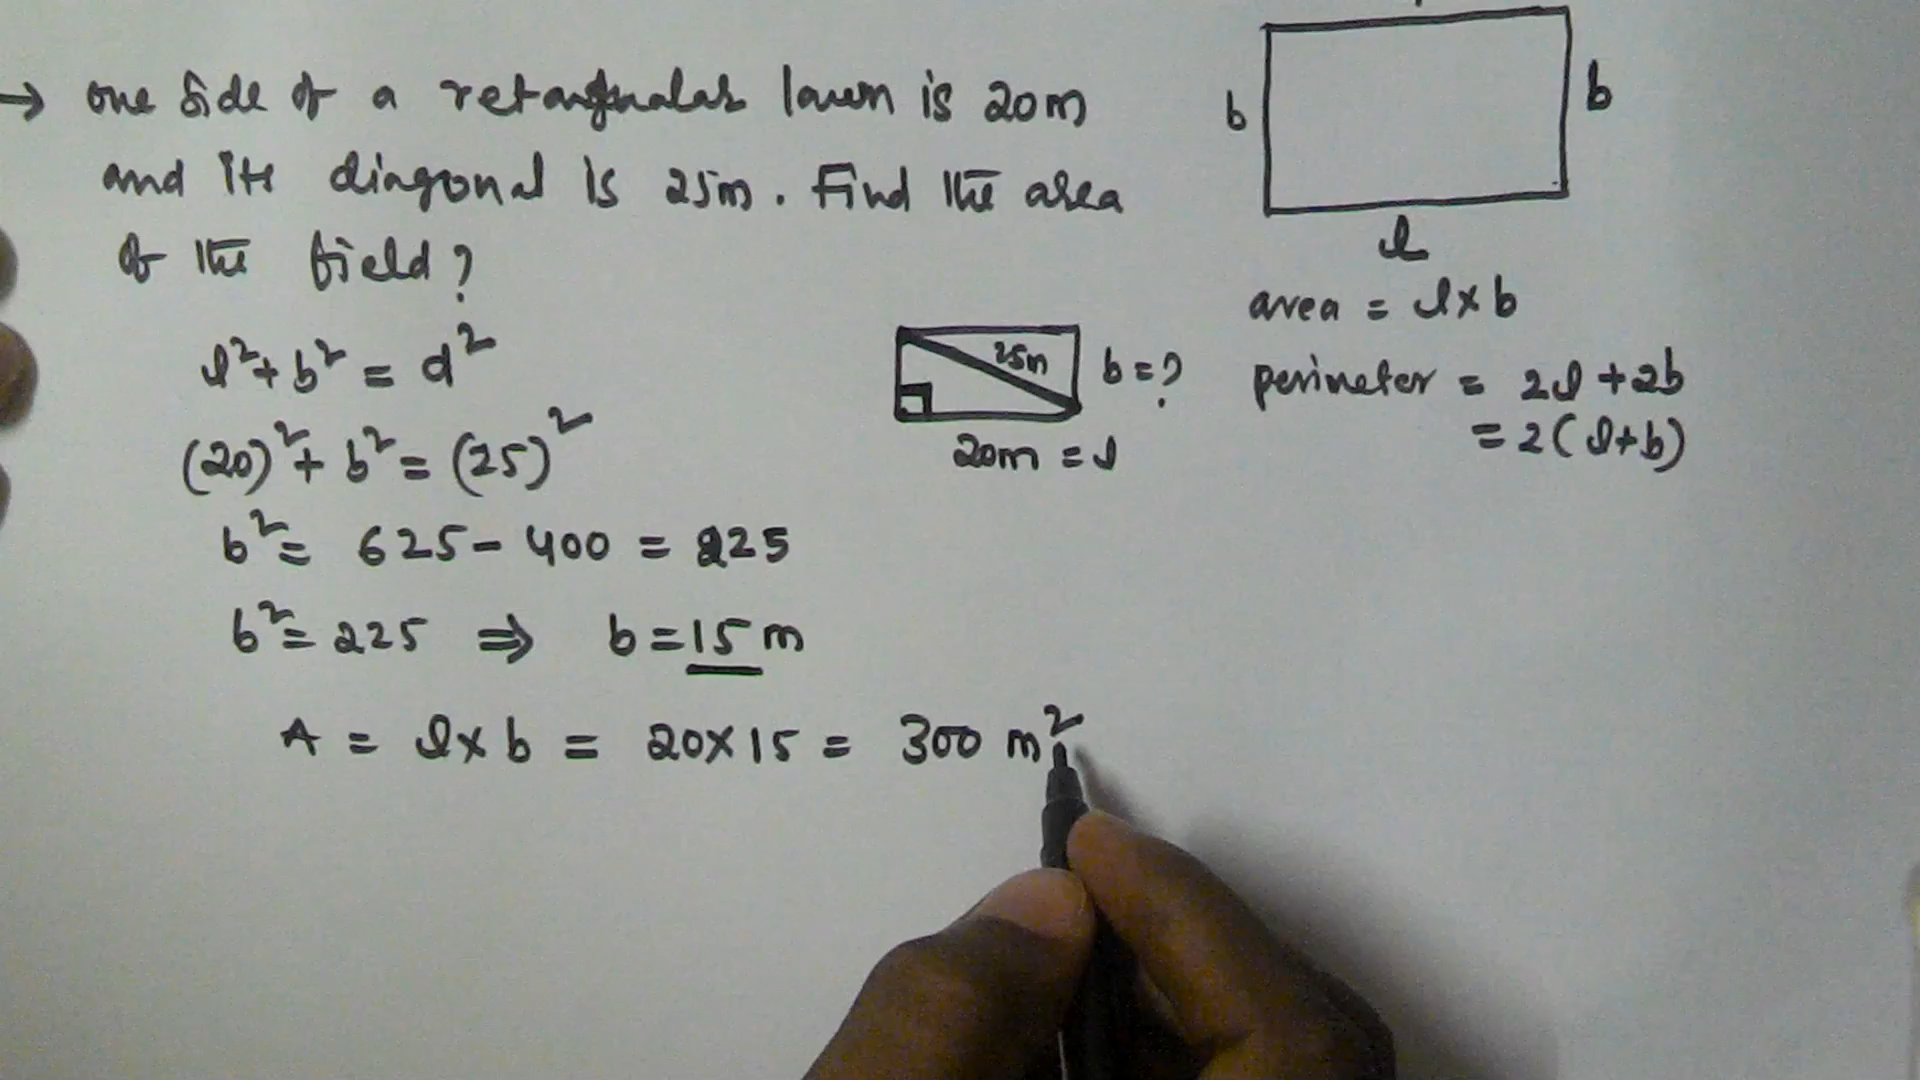 → one side of a retangular lawn is 20m
and its diagonal is 25m. Find the area
of the field?
l² + b² = d²
(20)² + b² = (25)²
b² = 625 - 400 = 225
b² = 225 ⇒ b = 15 m
A = l × b = 20 × 15 = 300 m²
25m
b = ?
20m = l
b
b
l
area = l × b
perimeter = 2l + 2b
= 2(l+b)